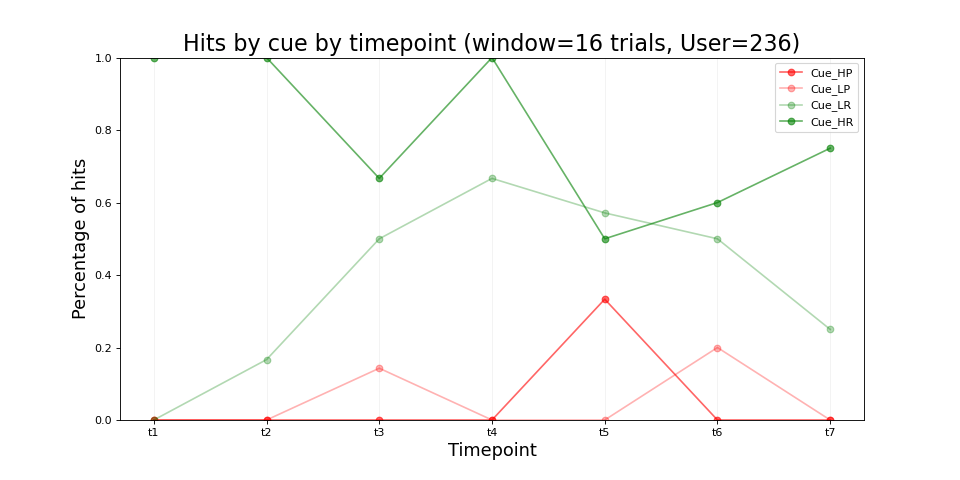 Hits by cue by timepoint (window=16 trials, User=236)
Cue_HP
Cue_LP
Cue_LR
Cue_HR
Percentage of hits
1.0
0.8
0.6
0.4
0.2
0.0
t1 t2 t3 t4 t5 t6 t7
Timepoint